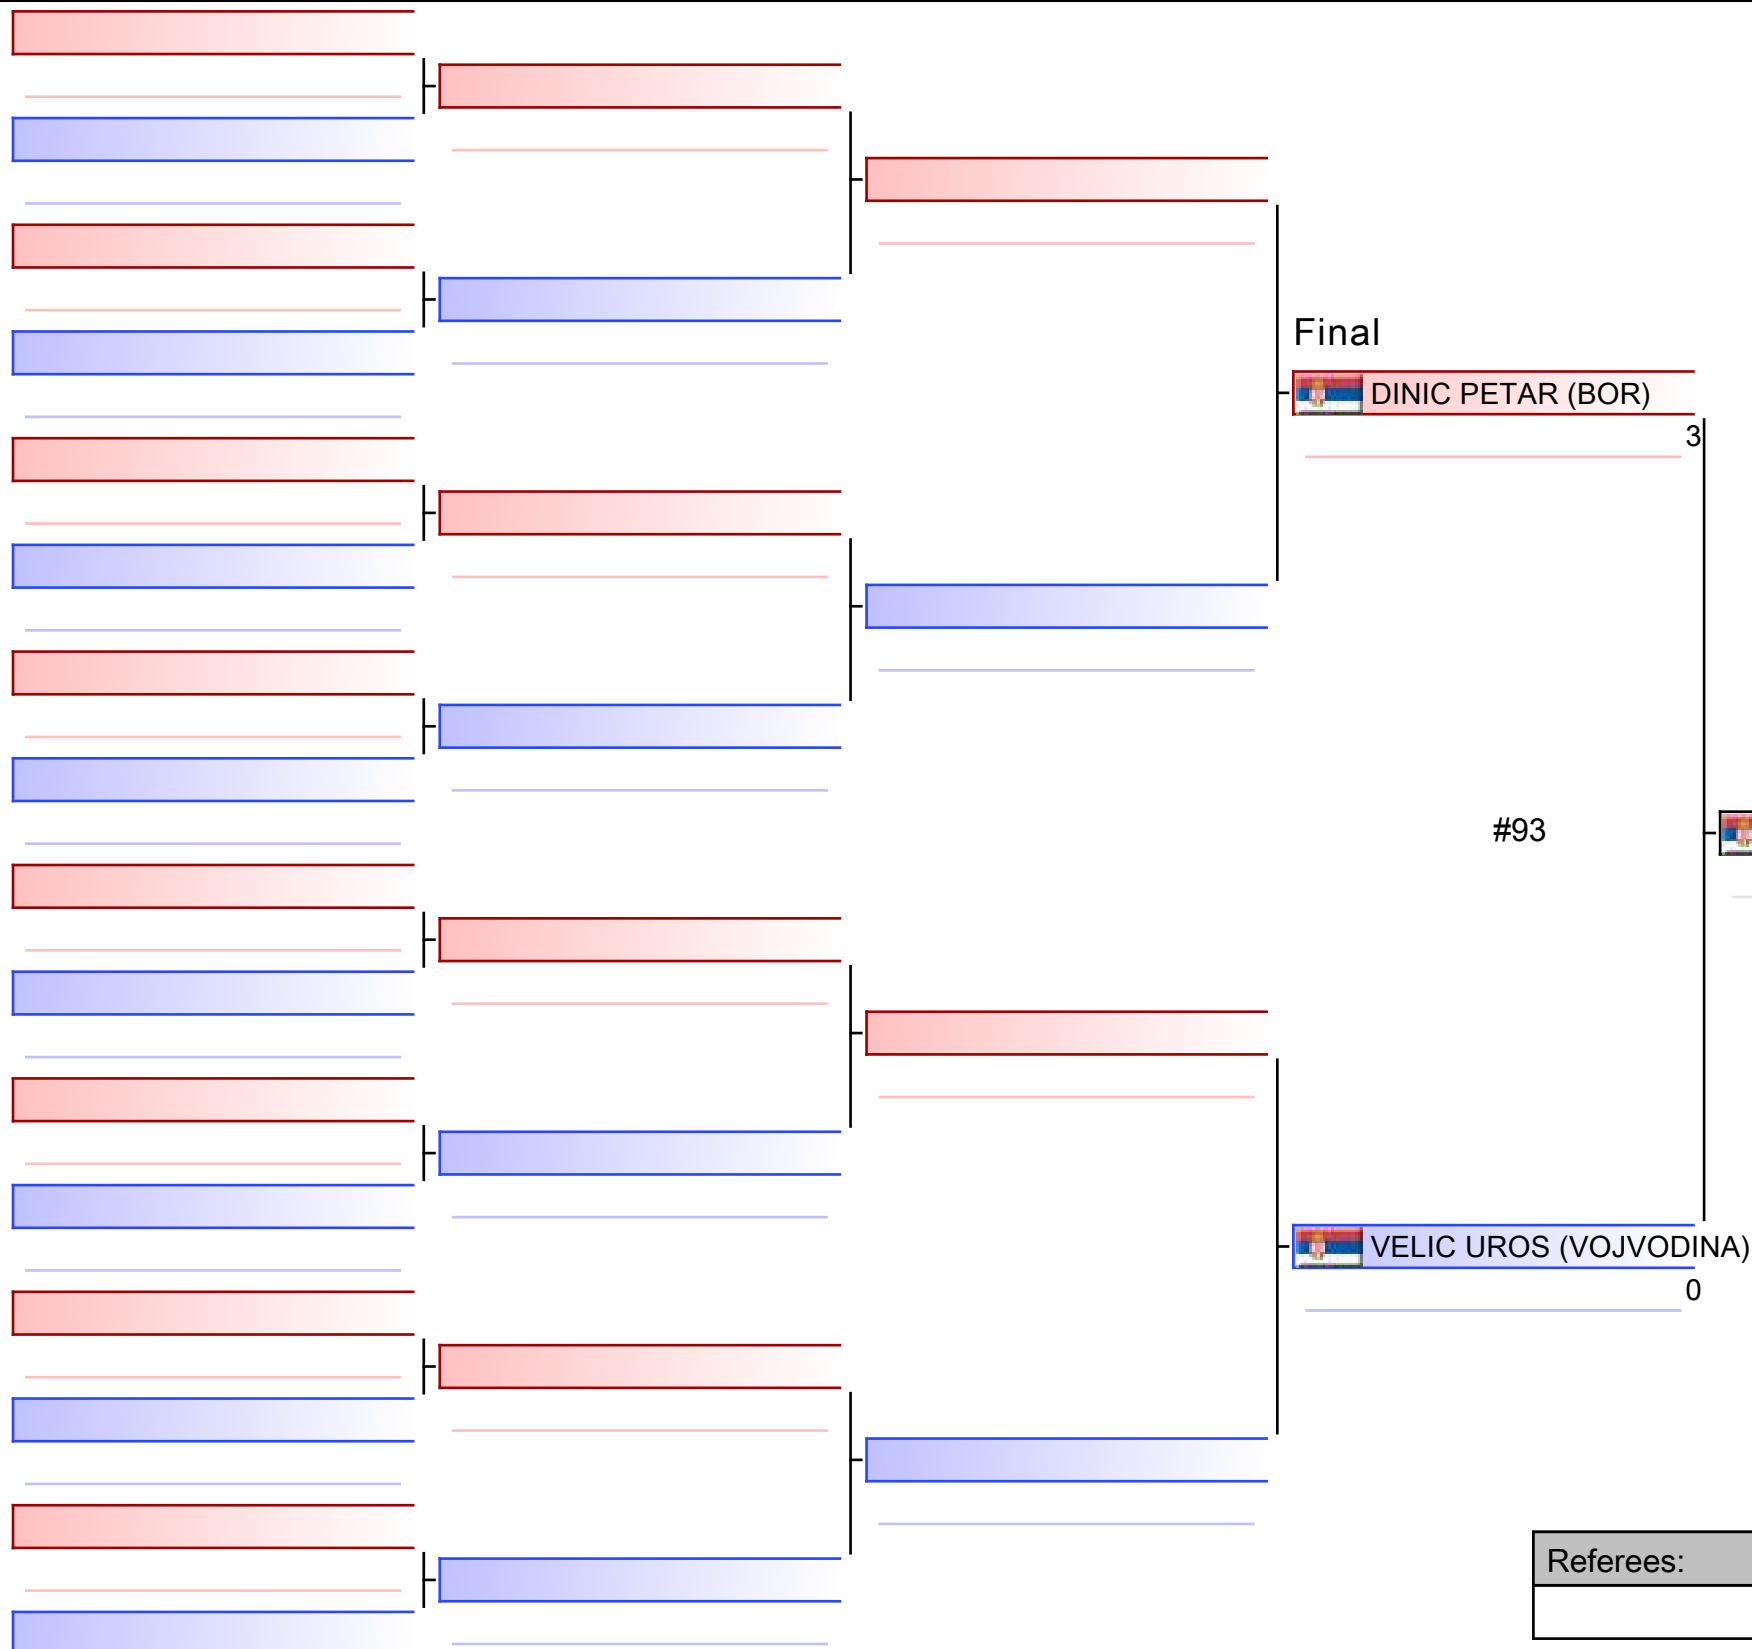 Final
DINIC PETAR (BOR)
3
#93
VELIC UROS (VOJVODINA)
0
Referees: